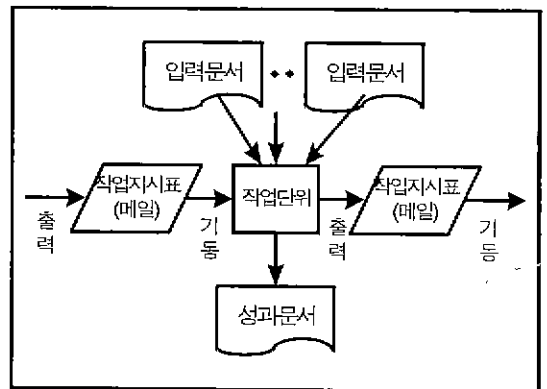 입력문서 •• 입력문서
작업지시표
(메일)
작업단위
작업지시표
(메일)
출력
기동
출력
기동
성과문서